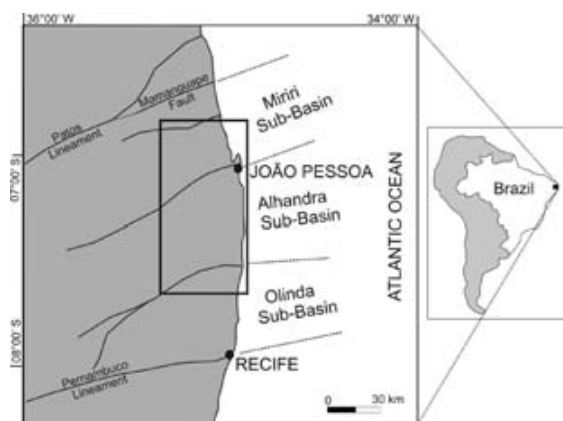 36°00' W
34°00' W
Mamanguape
Fault
Patos
Lineament
Miriri
Sub-Basin
07°00' S
JOÃO PESSOA
Alhandra
Sub-Basin
ATLANTIC OCEAN
Brazil
Olinda
Sub-Basin
08°00' S
RECIFE
Pernambuco
Lineament
0 30 km